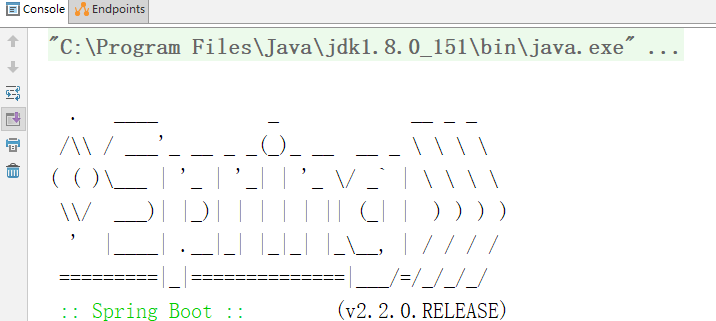 Console Endpoints
"C:\Program Files\Java\jdk1.8.0_151\bin\java.exe" ...
  .   ____          _            __ _ _
 /\\ / ___'_ __ _ _(_)_ __  __ _ \ \ \ \
( ( )\___ | '_ | '_| | '_ \/ _` | \ \ \ \
 \\/  ___)| |_)| | | | | || (_| |  ) ) ) )
  '  |____| .__|_| |_|_| |_\__, | / / / /
 =========|_|==============|___/=/_/_/_/
 :: Spring Boot ::        (v2.2.0.RELEASE)